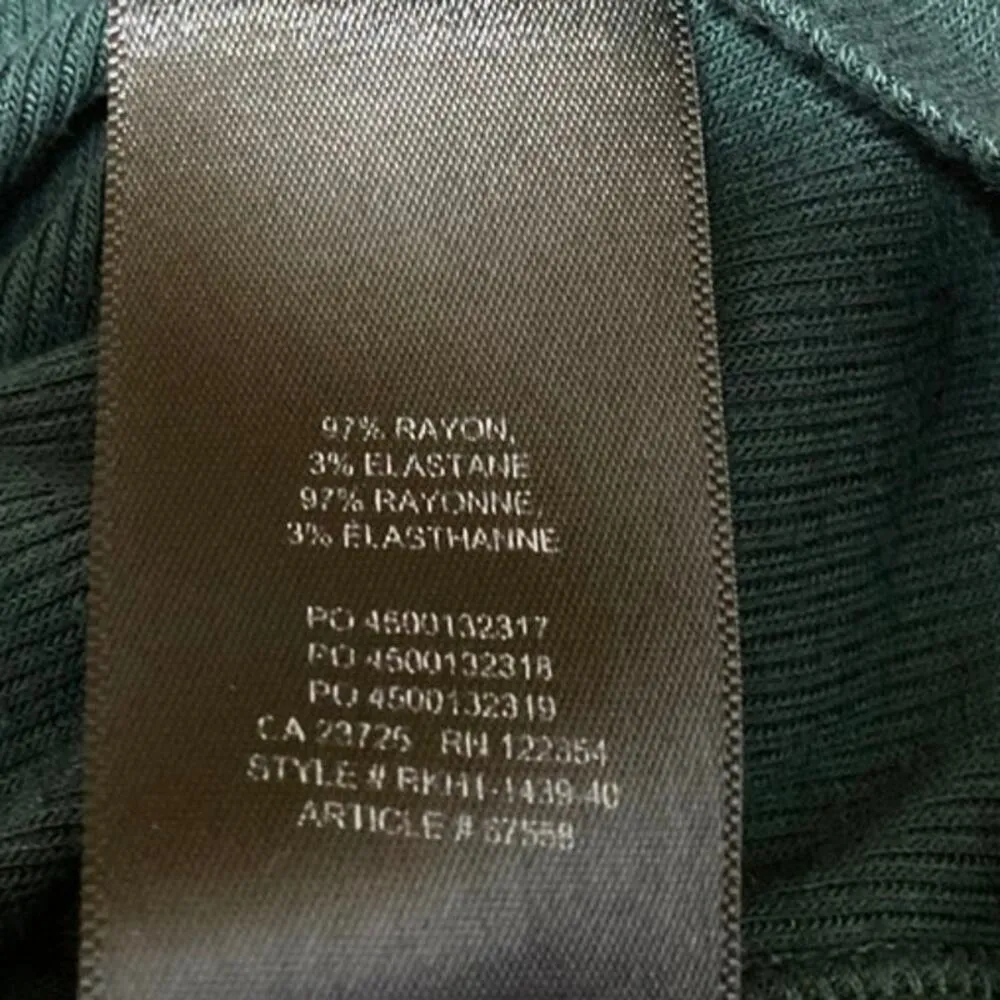 97% RAYON,
3% ELASTANE
97% RAYONNE,
3% ÉLASTHANNE
PO 4500132317
PO 4500132318
PO 4500132319
CA 23725 RN 122354
STYLE # RKH1-1439-40
ARTICLE # 67558